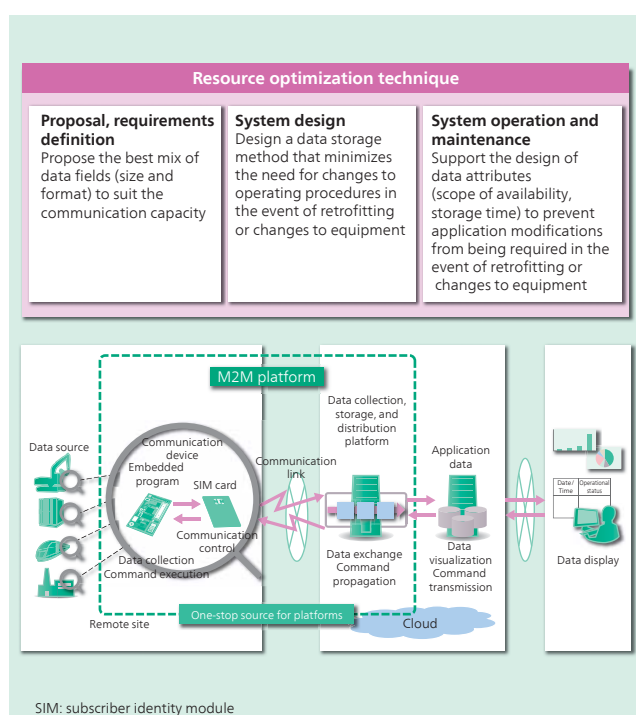 Resource optimization technique
Proposal, requirements
definition
Propose the best mix of
data fields (size and
format) to suit the
communication capacity
System design
Design a data storage
method that minimizes
the need for changes to
operating procedures in
the event of retrofitting
or changes to equipment
System operation and
maintenance
Support the design of
data attributes
(scope of availability,
storage time) to prevent
application modifications
from being required in the
event of retrofitting or
changes to equipment
M2M platform
Data source
Communication
device
Embedded
program
SIM card
Communication
control
Data collection
Command execution
Remote site
Communication
link
Data collection,
storage, and
distribution
platform
Data exchange
Command
propagation
Application
data
Data
visualization
Command
transmission
Date/
Time
Operational
status
Data display
One-stop source for platforms
Cloud
SIM: subscriber identity module